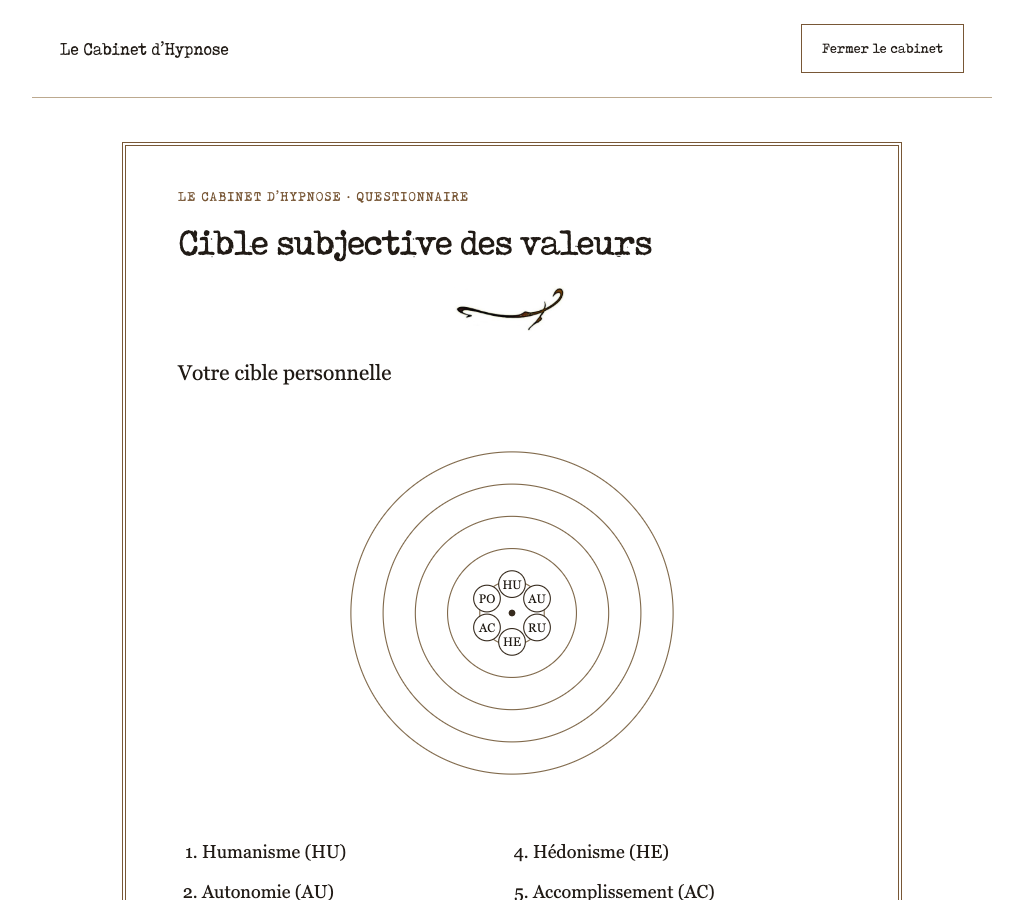 Le Cabinet d’Hypnose
Fermer le cabinet
LE CABINET D’HYPNOSE · QUESTIONNAIRE
Cible subjective des valeurs
Votre cible personnelle
HU
PO
AU
AC
RU
HE
1. Humanisme (HU)
4. Hédonisme (HE)
2. Autonomie (AU)
5. Accomplissement (AC)